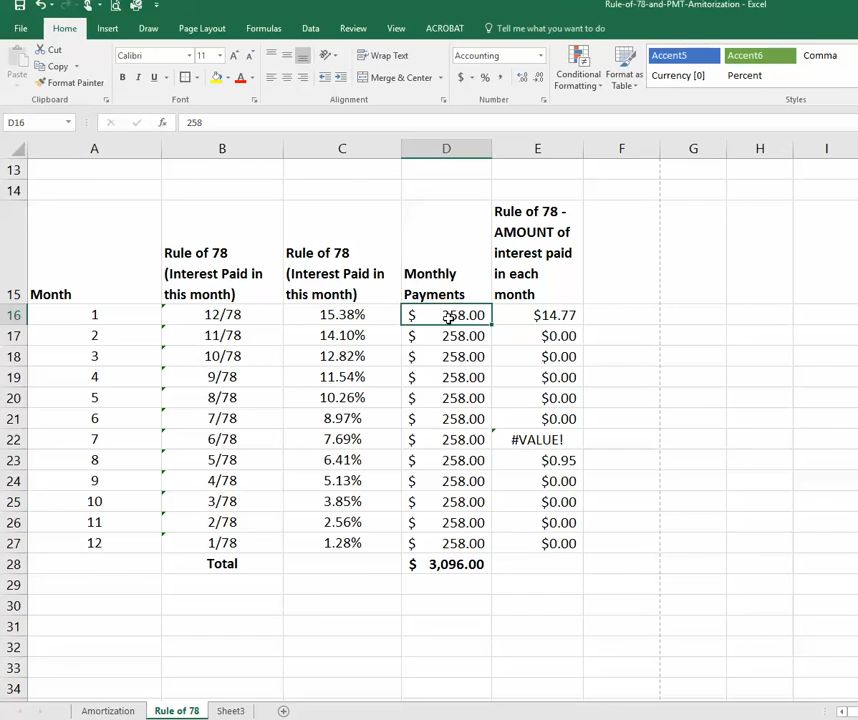 Rule-of-78-and-PMT-Amitorization - Excel
File Home Insert Draw Page Layout Formulas Data Review View ACROBAT Tell me what you want to do
Cut
Copy
Format Painter
Paste
Clipboard
Calibri 11
B I U
Font
Wrap Text
Merge & Center
Alignment
Accounting
$ % ,
Number
Conditional Formatting
Format as Table
Accent5 Accent6 Comma
Currency [0] Percent
Styles
D16 fx 258
A B C D E F G H I
13
14
15 Month
Rule of 78
(Interest Paid in
this month)
Rule of 78
(Interest Paid in
this month)
Monthly
Payments
Rule of 78 -
AMOUNT of
interest paid
in each
month
16 1 12/78 15.38% $ 258.00 $14.77
17 2 11/78 14.10% $ 258.00 $0.00
18 3 10/78 12.82% $ 258.00 $0.00
19 4 9/78 11.54% $ 258.00 $0.00
20 5 8/78 10.26% $ 258.00 $0.00
21 6 7/78 8.97% $ 258.00 $0.00
22 7 6/78 7.69% $ 258.00 #VALUE!
23 8 5/78 6.41% $ 258.00 $0.95
24 9 4/78 5.13% $ 258.00 $0.00
25 10 3/78 3.85% $ 258.00 $0.00
26 11 2/78 2.56% $ 258.00 $0.00
27 12 1/78 1.28% $ 258.00 $0.00
28 Total $ 3,096.00
29
30
31
32
33
34
Amortization Rule of 78 Sheet3